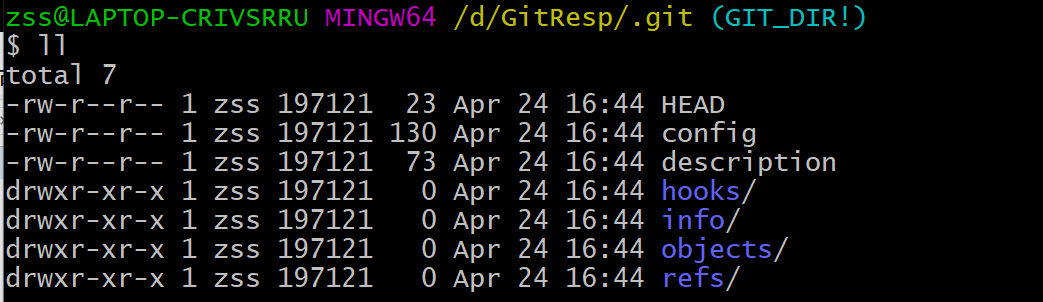 zss@LAPTOP-CRIVSRRU MINGW64 /d/GitResp/.git (GIT_DIR!)
$ ll
total 7
-rw-r--r-- 1 zss 197121  23 Apr 24 16:44 HEAD
-rw-r--r-- 1 zss 197121 130 Apr 24 16:44 config
-rw-r--r-- 1 zss 197121  73 Apr 24 16:44 description
drwxr-xr-x 1 zss 197121   0 Apr 24 16:44 hooks/
drwxr-xr-x 1 zss 197121   0 Apr 24 16:44 info/
drwxr-xr-x 1 zss 197121   0 Apr 24 16:44 objects/
drwxr-xr-x 1 zss 197121   0 Apr 24 16:44 refs/